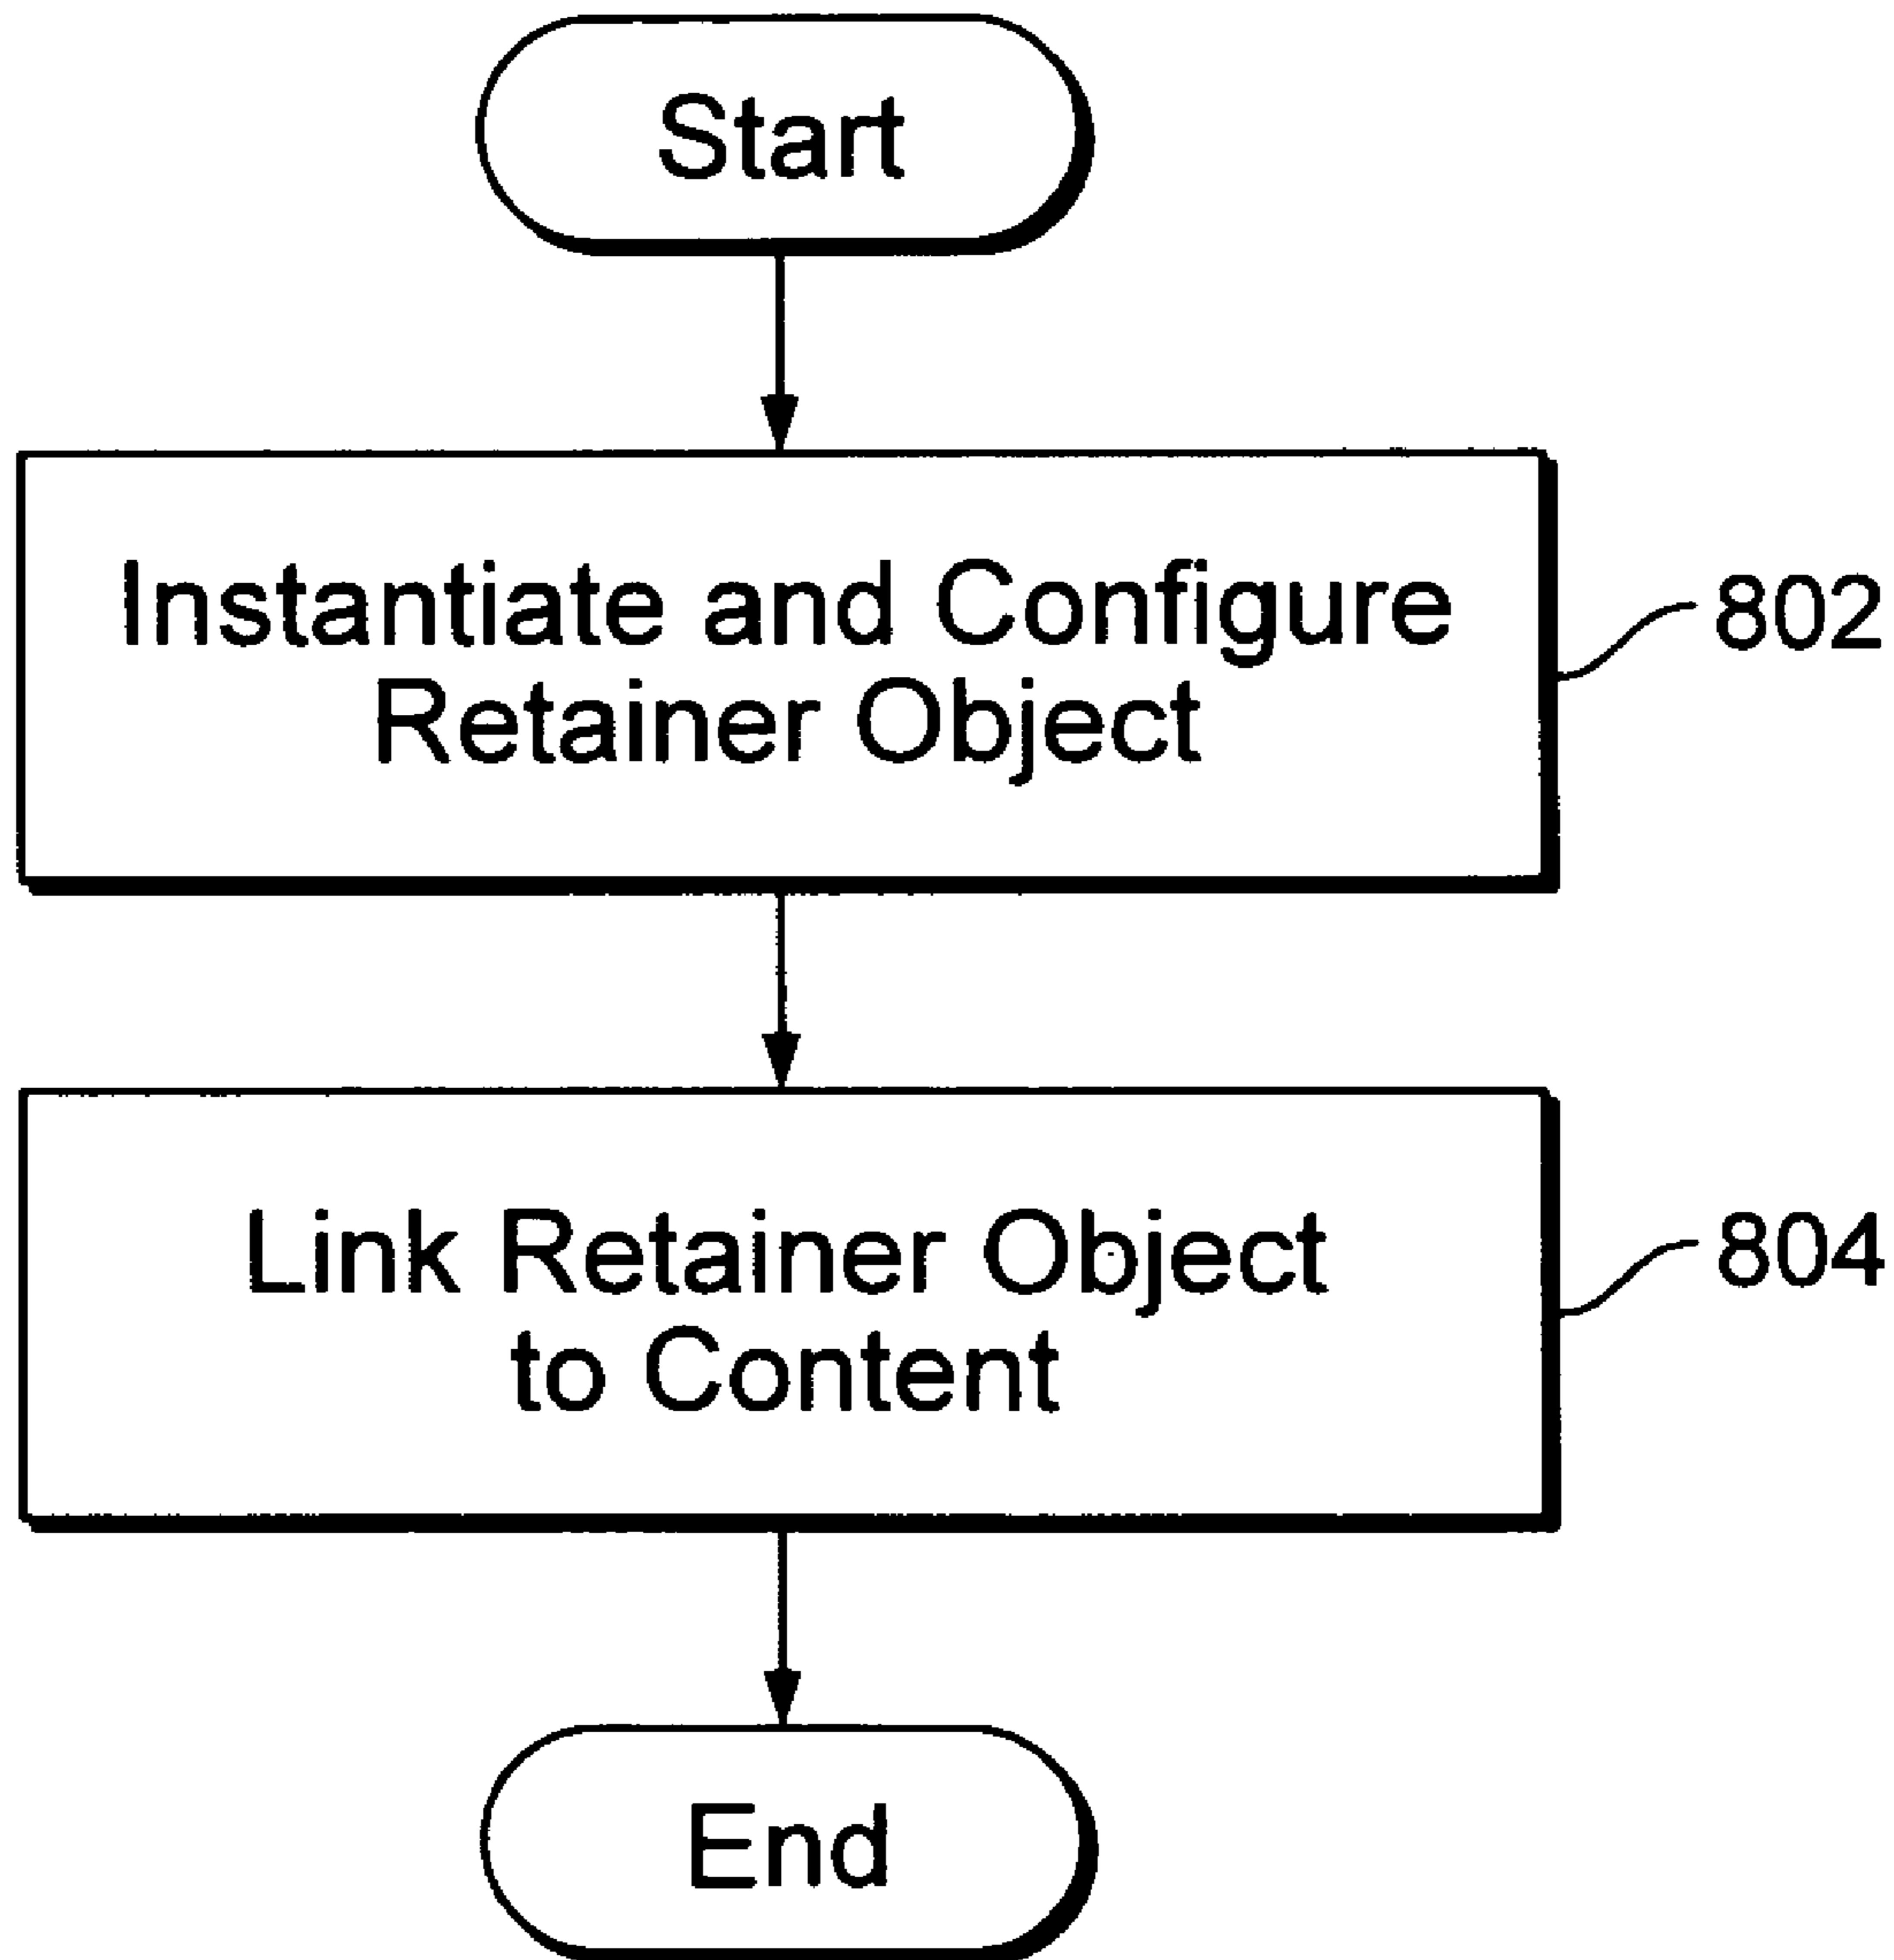 Start
Instantiate and Configure
Retainer Object
802
Link Retainer Object
to Content
804
End